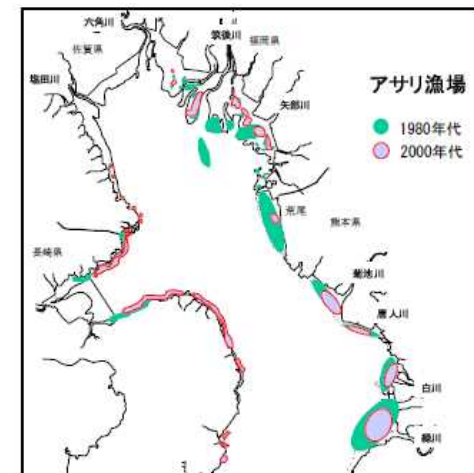 六角川
筑後川
福岡県
佐賀県
塩田川
矢部川
アサリ漁場
1980年代
2000年代
荒尾
熊本県
長崎県
菊池川
唐人川
白川
緑川